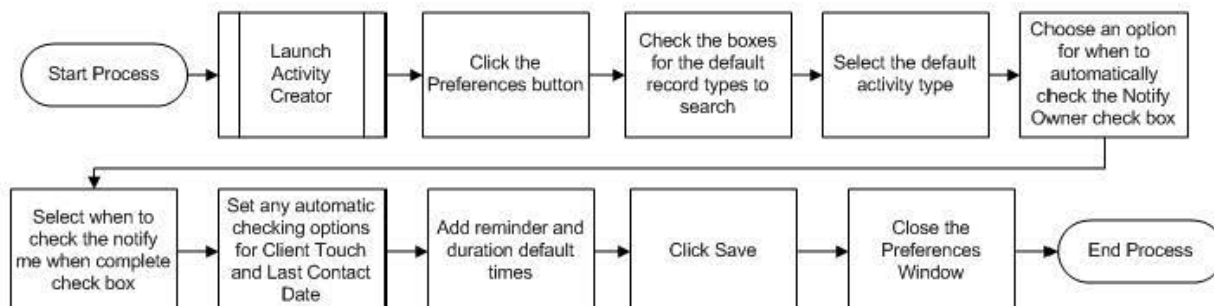 Start Process
Launch
Activity
Creator
Click the
Preferences button
Check the boxes
for the default
record types to
search
Select the default
activity type
Choose an option
for when to
automatically
check the Notify
Owner check box
Select when to
check the notify
me when complete
check box
Set any automatic
checking options
for Client Touch
and Last Contact
Date
Add reminder and
duration default
times
Click Save
Close the
Preferences
Window
End Process